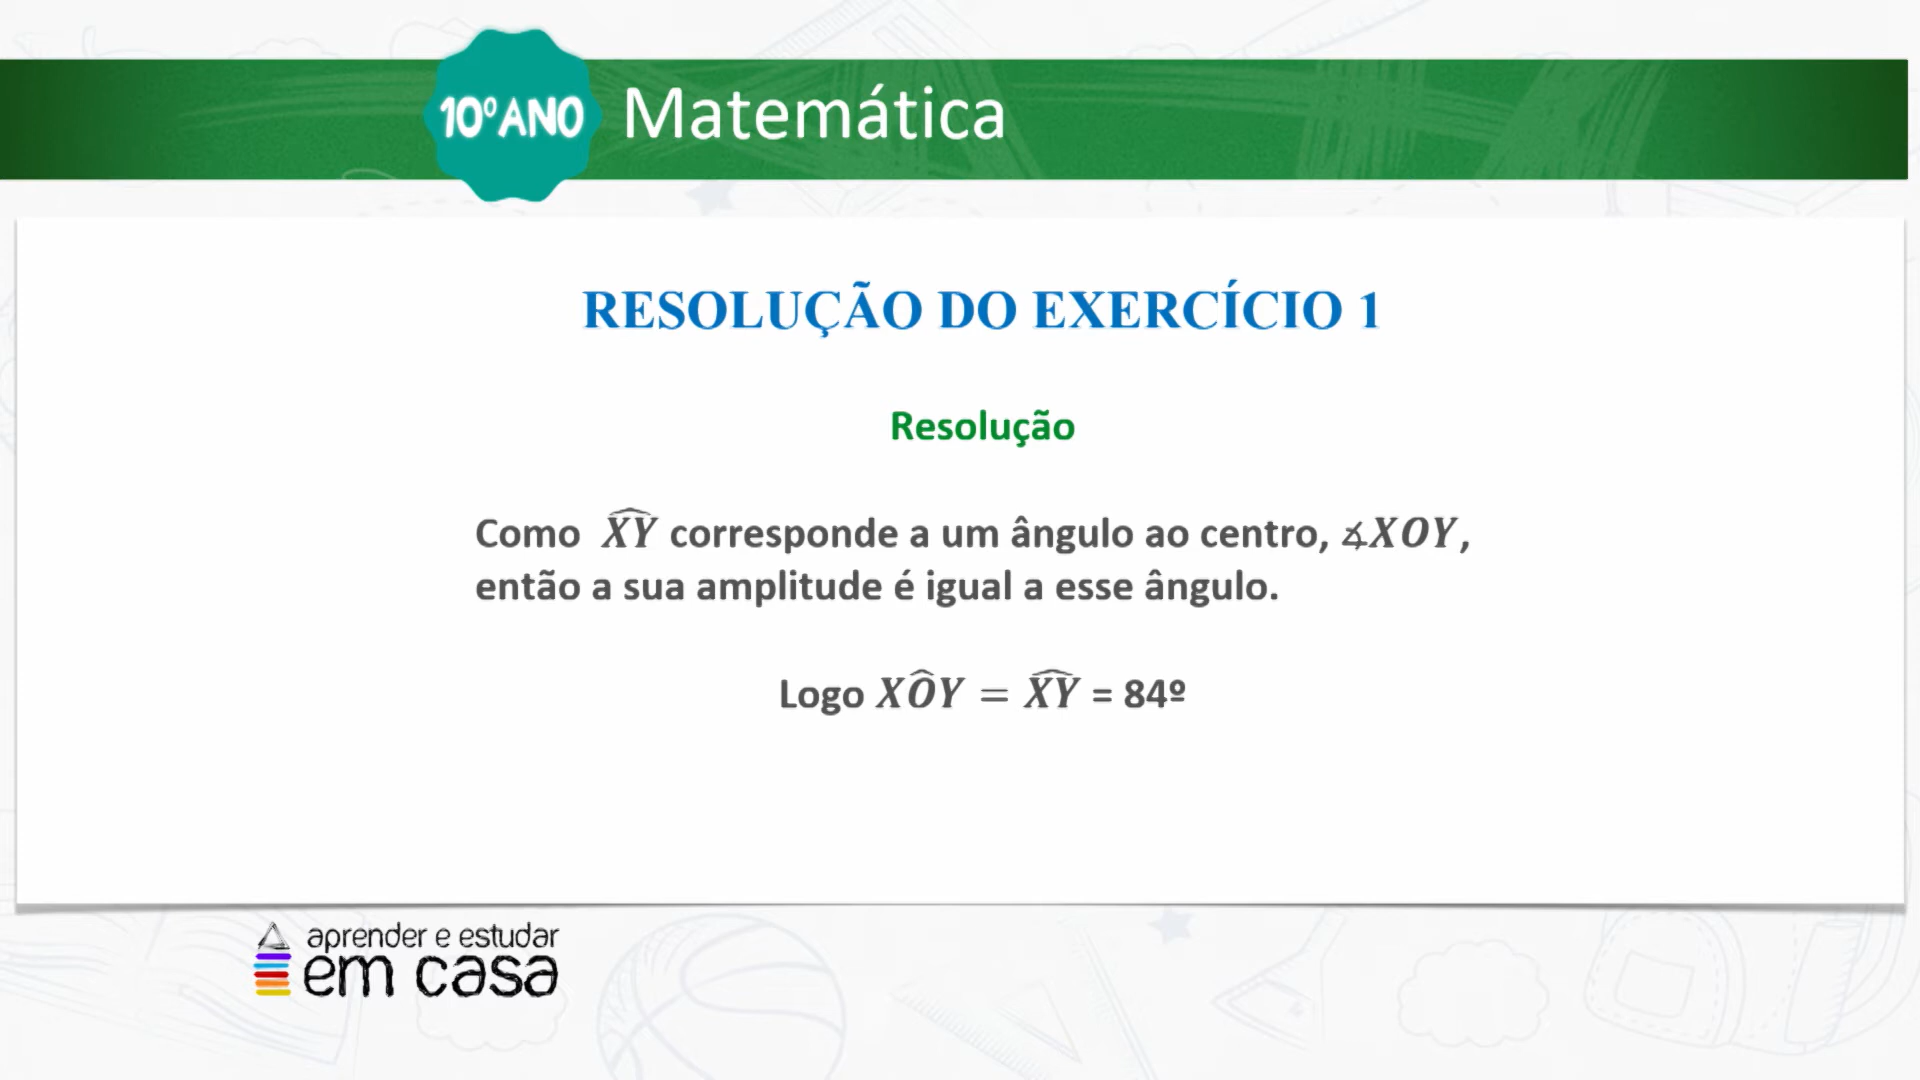 10ºANO Matemática
RESOLUÇÃO DO EXERCÍCIO 1
Resolução
Como X͡Y corresponde a um ângulo ao centro, ∡XOY,
então a sua amplitude é igual a esse ângulo.
Logo XÔY = X͡Y = 84º
aprender e estudar
em casa